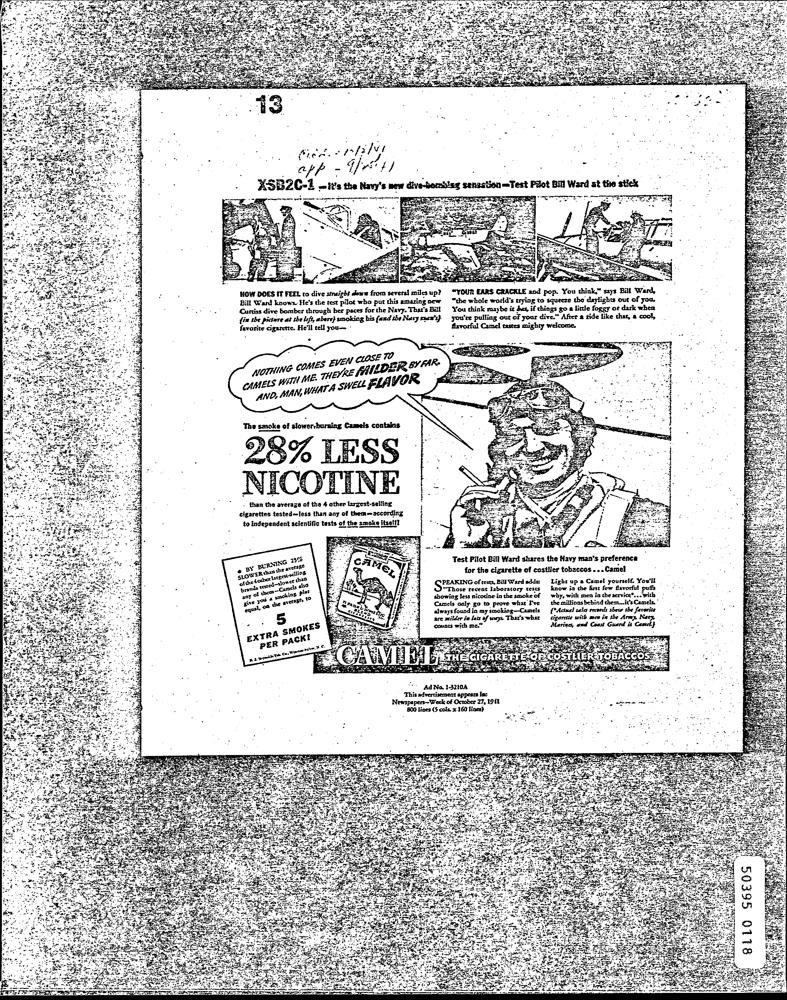 13
XSB2C-1 —It's the Navy's new dive-bombing sensation—Test Pilot Bill Ward at the stick
HOW DOES IT FEEL to dive straight down from several miles up?
Bill Ward knows. He's the test pilot who put this amazing new
Curtiss dive bomber through her paces for the Navy. That's Bill
(in the picture at the left, above) smoking his (and the Navy man's)
favorite cigarette. He'll tell you—
"YOUR EARS CRACKLE and pop. You think," says Bill Ward,
"the whole world's trying to squeeze the daylights out of you.
You think maybe it has, if things go a little foggy or dark when
you're pulling out of your dive." After a ride like that, a cool,
flavorful Camel tastes mighty welcome.
NOTHING COMES EVEN CLOSE TO
CAMELS WITH ME. THEY'RE MILDER BY FAR.
AND, MAN, WHAT A SWELL FLAVOR
The smoke of slower-burning Camels contains
28% LESS
NICOTINE
than the average of the 4 other largest-selling
cigarettes tested—less than any of them—according
to independent scientific tests of the smoke itself!
• BY BURNING 25%
SLOWER than the average
of the 4 other largest-selling
brands tested—slower than
any of them—Camels also
give you a smoking plus
equal, on the average, to
5
EXTRA SMOKES
PER PACK!
R. J. Reynolds Tob. Co., Winston-Salem, N. C.
CAMEL
Test Pilot Bill Ward shares the Navy man's preference
for the cigarette of costlier tobaccos...Camel
SPEAKING of tests, Bill Ward adds:
"Those recent laboratory tests
showing less nicotine in the smoke of
Camels only go to prove what I've
always found in my smoking—Camels
are milder in lots of ways. That's what
counts with me."
Light up a Camel yourself. You'll
know in the first few flavorful puffs
why, with men in the service*...with
the millions behind them...it's Camels.
(*Actual sales records show the favorite
cigarette with men in the Army, Navy,
Marines, and Coast Guard is Camel.)
CAMEL THE CIGARETTE OF COSTLIER TOBACCOS
Ad No. 1-3210A
This advertisement appears in:
Newspapers—Week of October 27, 1941
800 lines (5 cols. x 160 lines)
50395 0118